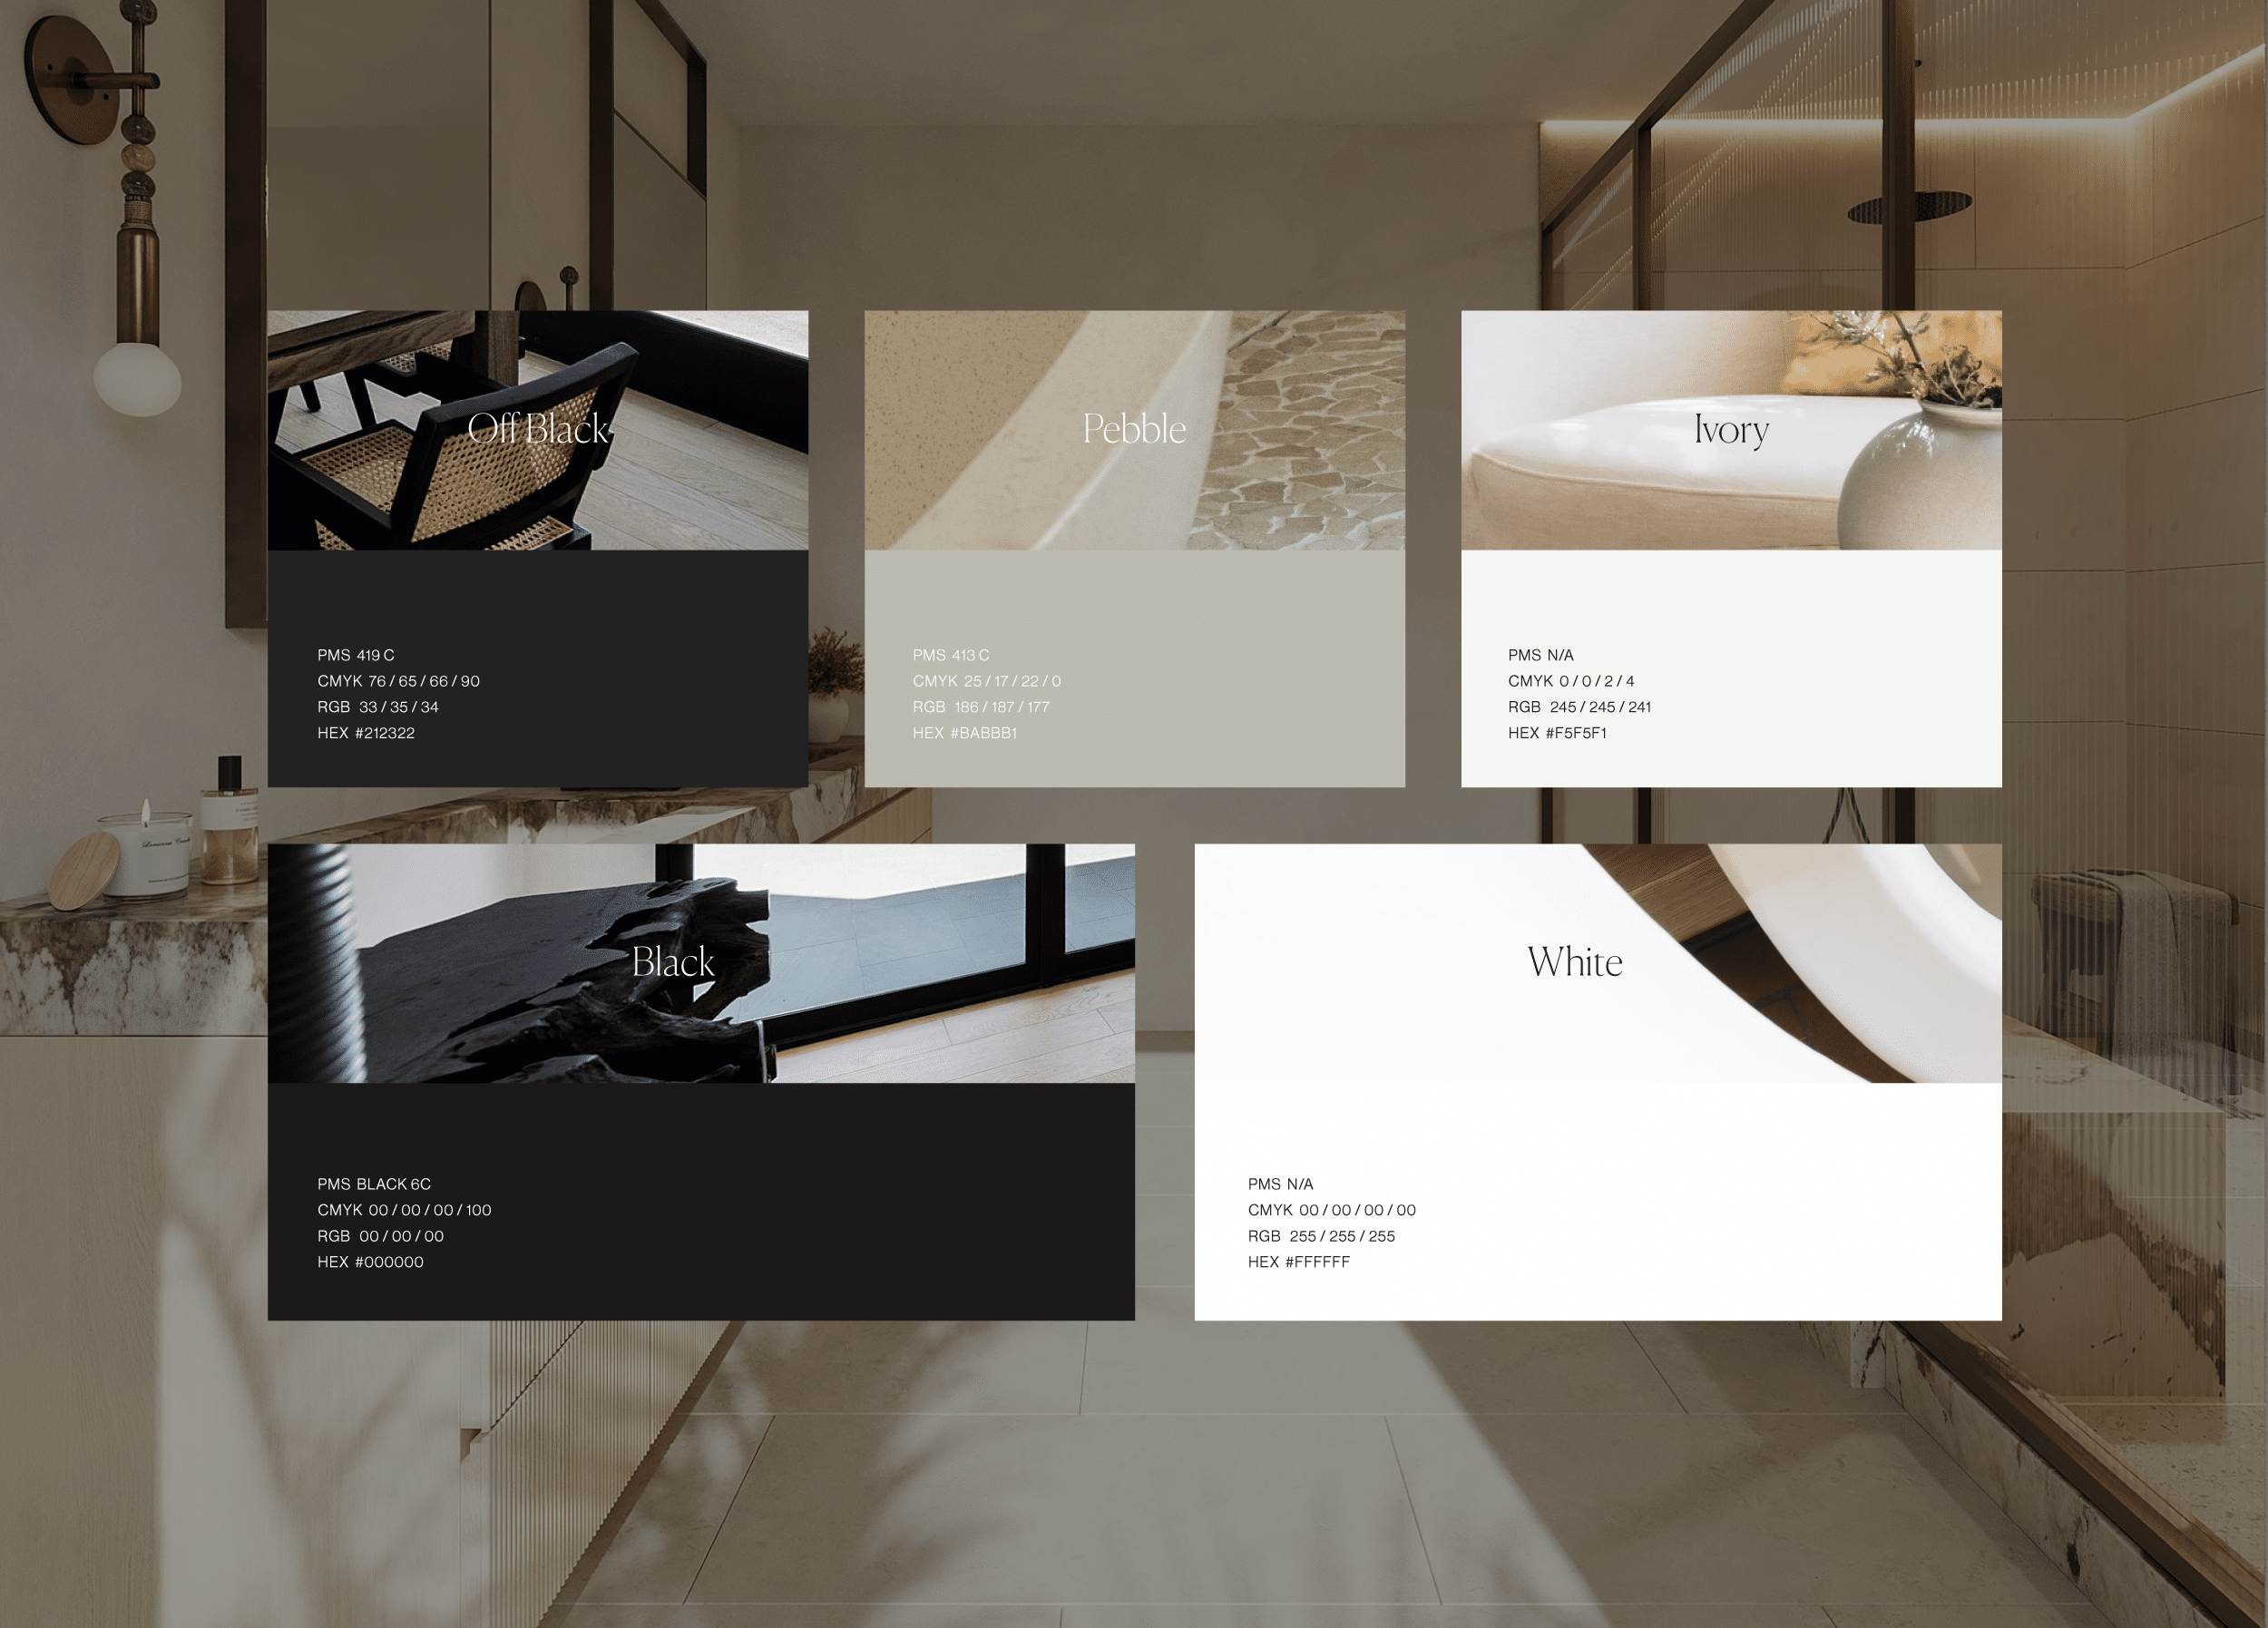 Off Black
PMS 419 C
CMYK 76 / 65 / 66 / 90
RGB 33 / 35 / 34
HEX #212322
Pebble
PMS 413 C
CMYK 25 / 17 / 22 / 0
RGB 186 / 187 / 177
HEX #BABBB1
Ivory
PMS N/A
CMYK 0 / 0 / 2 / 4
RGB 245 / 245 / 241
HEX #F5F5F1
Black
PMS BLACK 6C
CMYK 00 / 00 / 00 / 100
RGB 00 / 00 / 00
HEX #000000
White
PMS N/A
CMYK 00 / 00 / 00 / 00
RGB 255 / 255 / 255
HEX #FFFFFF